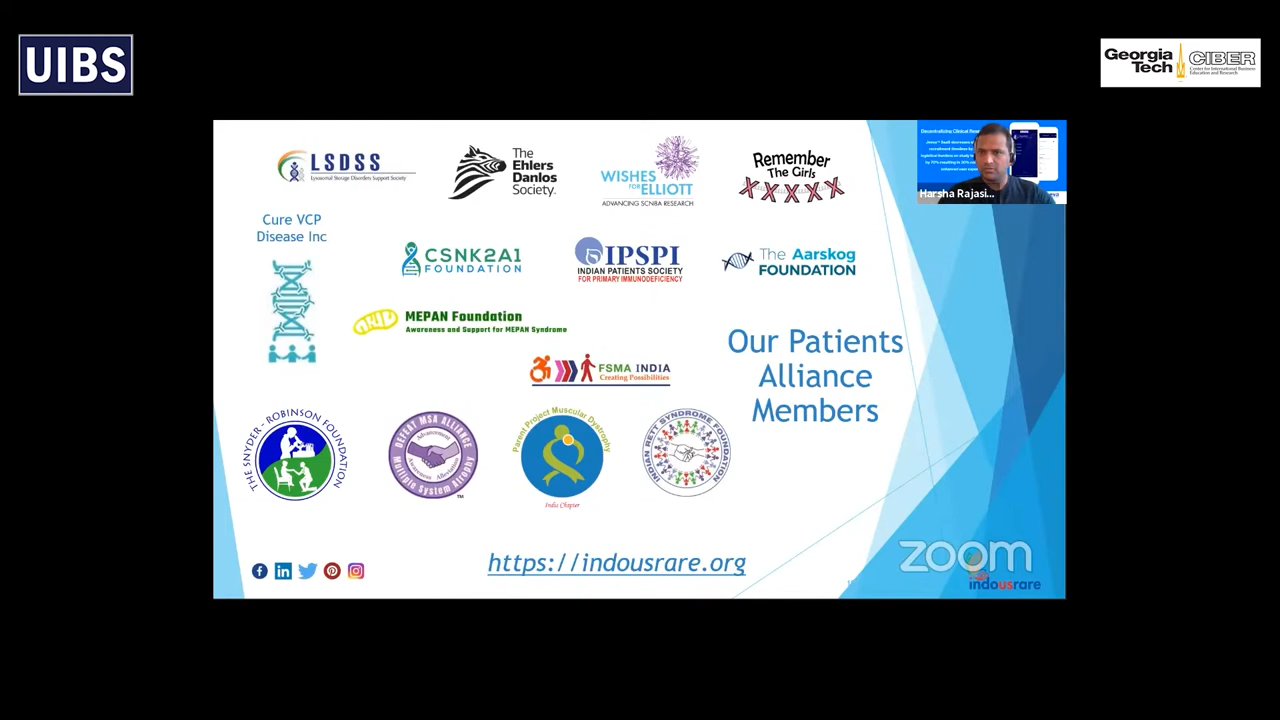 UIBS
Georgia Tech
CIBER
Center for International Business
Education and Research
LSDSS
Lysosomal Storage Disorders Support Society
The
Ehlers
Danlos
Society.
WISHES
FOR ELLIOTT
ADVANCING SCN8A RESEARCH
Remember
The Girls
XXXXX
Decentralizing Clinical
Harsha Rajasi...
Cure VCP
Disease Inc
CSNK2A1
FOUNDATION
IPSPI
INDIAN PATIENTS SOCIETY
FOR PRIMARY IMMUNODEFICIENCY
The Aarskog
FOUNDATION
MEPAN Foundation
Awareness and Support for MEPAN Syndrome
FSMA INDIA
Creating Possibilities
Our Patients
Alliance
Members
THE SNYDER-ROBINSON FOUNDATION
DEFEAT MSA ALLIANCE
Advancement
Multiple System Atrophy
TM
Parent Project Muscular Dystrophy
India Chapter
INDIAN RETT SYNDROME FOUNDATION
https://indousrare.org
zoom
indousrare